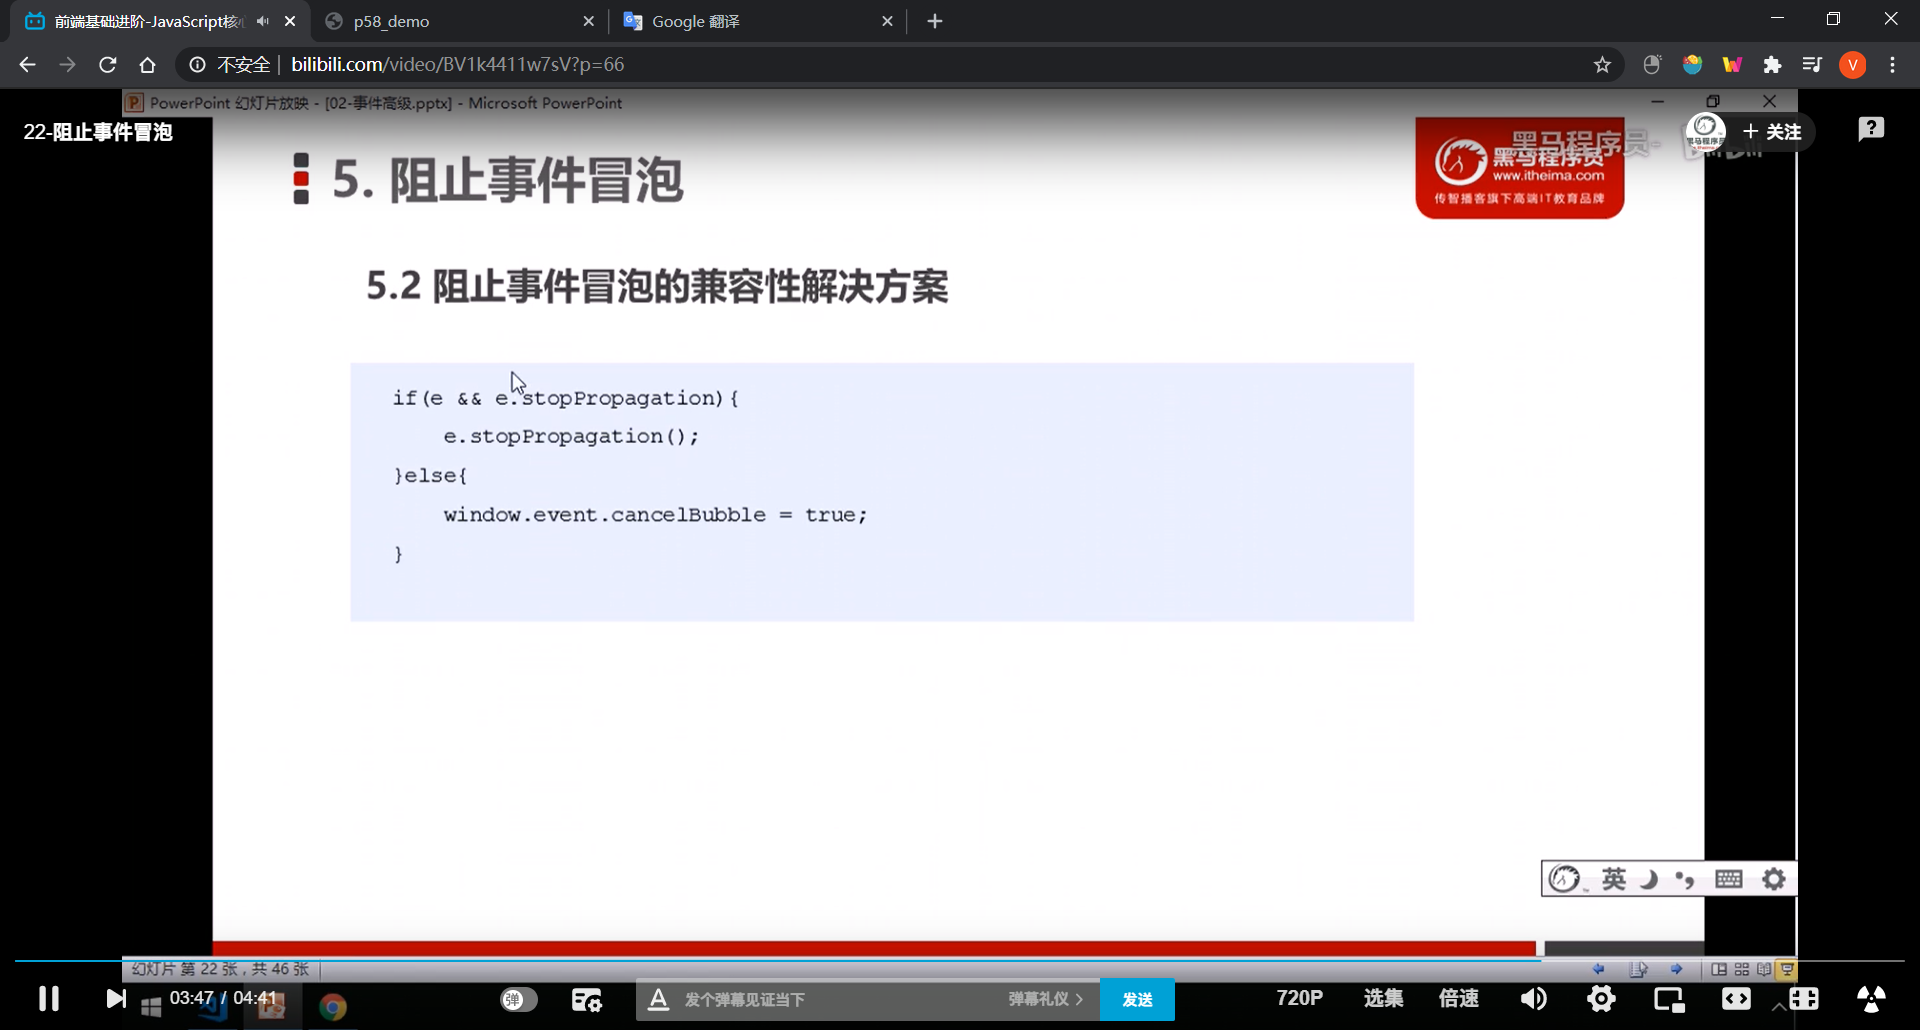 前端基础进阶-JavaScript核心
p58_demo
Google 翻译
不安全
bilibili.com/video/BV1k4411w7sV?p=66
V
PowerPoint 幻灯片放映 - [02-事件高级.pptx] - Microsoft PowerPoint
22-阻止事件冒泡
+ 关注
黑马程序员-
5. 阻止事件冒泡
黑马程序员
www.itheima.com
传智播客旗下高端IT教育品牌
5.2 阻止事件冒泡的兼容性解决方案
if(e && e.stopPropagation){
e.stopPropagation();
}else{
window.event.cancelBubble = true;
}
英
幻灯片 第 22 张，共 46 张
03:47 / 04:41
弹
A
发个弹幕见证当下
弹幕礼仪 >
发送
720P
选集
倍速